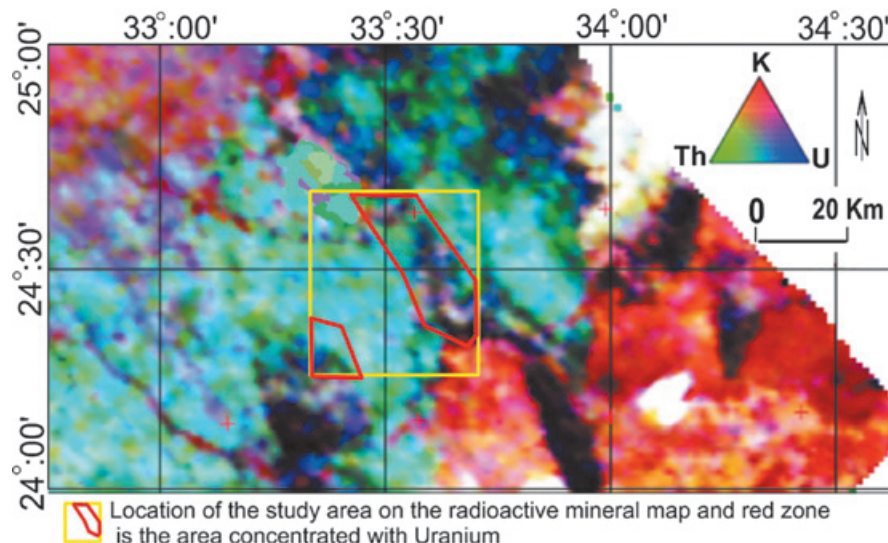 33°:00' 33°:30' 34°:00' 34°:30'
25°:00'
K
Th U
N
0 20 Km
24°:30'
24°:00'
Location of the study area on the radioactive mineral map and red zone
is the area concentrated with Uranium